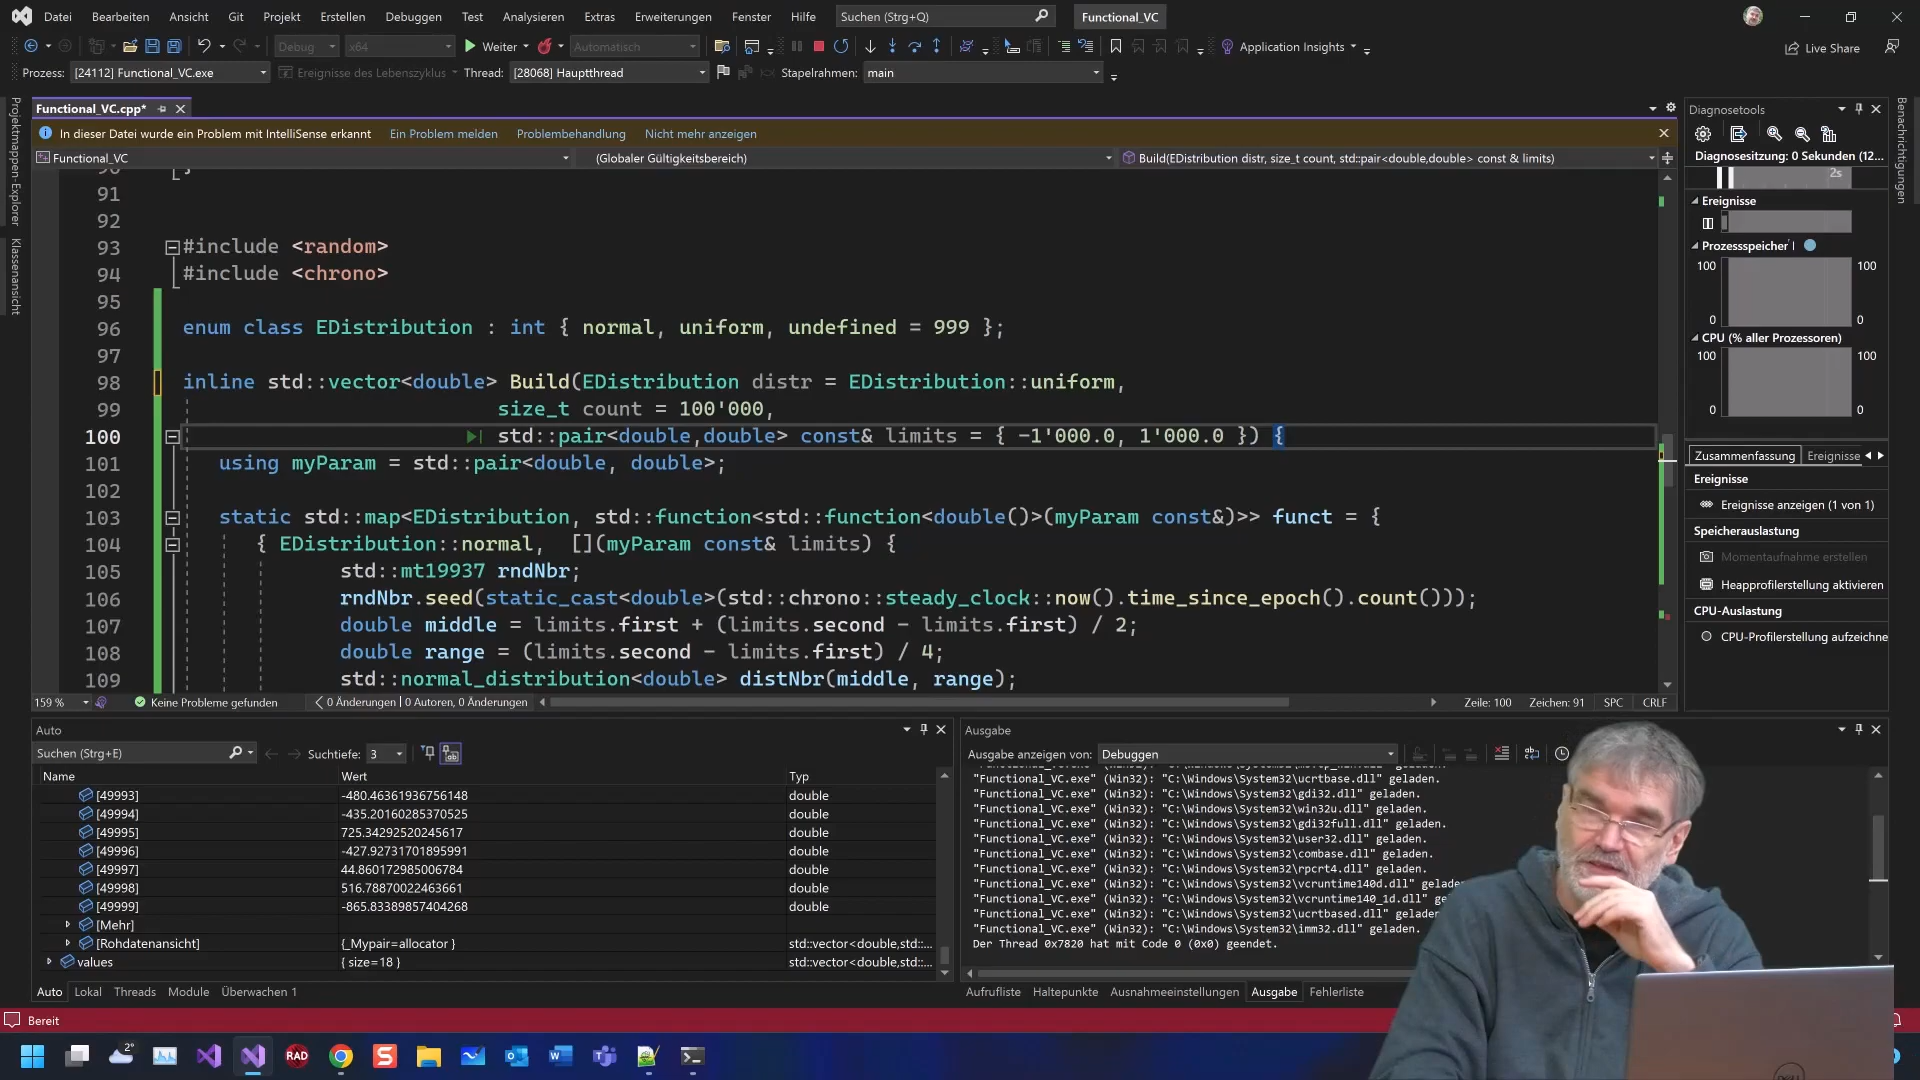 Datei Bearbeiten Ansicht Git Projekt Erstellen Debuggen Test Analysieren Extras Erweiterungen Fenster Hilfe Suchen (Strg+Q) Functional_VC
Debug x64 Weiter Automatisch Application Insights Live Share
Prozess: [24112] Functional_VC.exe Ereignisse des Lebenszyklus Thread: [28068] Hauptthread Stapelrahmen: main
Projektmappen-Explorer
Klassenansicht
Functional_VC.cpp*
In dieser Datei wurde ein Problem mit IntelliSense erkannt Ein Problem melden Problembehandlung Nicht mehr anzeigen
Functional_VC (Globaler Gültigkeitsbereich) Build(EDistribution distr, size_t count, std::pair<double,double> const & limits)
90 }
91
92
93 #include <random>
94 #include <chrono>
95
96 enum class EDistribution : int { normal, uniform, undefined = 999 };
97
98 inline std::vector<double> Build(EDistribution distr = EDistribution::uniform,
99 size_t count = 100'000,
100 std::pair<double,double> const& limits = { -1'000.0, 1'000.0 }) {
101 using myParam = std::pair<double, double>;
102
103 static std::map<EDistribution, std::function<std::function<double()>(myParam const&)>> funct = {
104 { EDistribution::normal, [](myParam const& limits) {
105 std::mt19937 rndNbr;
106 rndNbr.seed(static_cast<double>(std::chrono::steady_clock::now().time_since_epoch().count()));
107 double middle = limits.first + (limits.second - limits.first) / 2;
108 double range = (limits.second - limits.first) / 4;
109 std::normal_distribution<double> distNbr(middle, range);
159 % Keine Probleme gefunden 0 Änderungen | 0 Autoren, 0 Änderungen Zeile: 100 Zeichen: 91 SPC CRLF
Diagnosetools
Diagnosesitzung: 0 Sekunden (12...
2s
Ereignisse
Prozessspeicher
100 100
0 0
CPU (% aller Prozessoren)
100 100
0 0
Zusammenfassung Ereignisse
Ereignisse
Ereignisse anzeigen (1 von 1)
Speicherauslastung
Momentaufnahme erstellen
Heapprofilerstellung aktivieren
CPU-Auslastung
CPU-Profilerstellung aufzeichne
Benachrichtigungen
Auto
Suchen (Strg+E) Suchtiefe: 3
Name Wert Typ
[49993] -480.46361936756148 double
[49994] -435.20160285370525 double
[49995] 725.34292520245617 double
[49996] -427.92731701895991 double
[49997] 44.860172985006784 double
[49998] 516.78870022463661 double
[49999] -865.83389857404268 double
[Mehr]
[Rohdatenansicht] {_Mypair=allocator } std::vector<double,std::...
values { size=18 } std::vector<double,std::...
Auto Lokal Threads Module Überwachen 1
Ausgabe
Ausgabe anzeigen von: Debuggen
"Functional_VC.exe" (Win32): "C:\Windows\System32\ucrtbase.dll" geladen.
"Functional_VC.exe" (Win32): "C:\Windows\System32\gdi32.dll" geladen.
"Functional_VC.exe" (Win32): "C:\Windows\System32\win32u.dll" geladen.
"Functional_VC.exe" (Win32): "C:\Windows\System32\gdi32full.dll" geladen.
"Functional_VC.exe" (Win32): "C:\Windows\System32\user32.dll" geladen.
"Functional_VC.exe" (Win32): "C:\Windows\System32\combase.dll" geladen.
"Functional_VC.exe" (Win32): "C:\Windows\System32\rpcrt4.dll" geladen.
"Functional_VC.exe" (Win32): "C:\Windows\System32\vcruntime140d.dll" geladen
"Functional_VC.exe" (Win32): "C:\Windows\System32\vcruntime140_1d.dll" gelad
"Functional_VC.exe" (Win32): "C:\Windows\System32\ucrtbased.dll" geladen.
"Functional_VC.exe" (Win32): "C:\Windows\System32\imm32.dll" geladen.
Der Thread 0x7820 hat mit Code 0 (0x0) geendet.
Aufrufliste Haltepunkte Ausnahmeeinstellungen Ausgabe Fehlerliste
Bereit
2° RAD